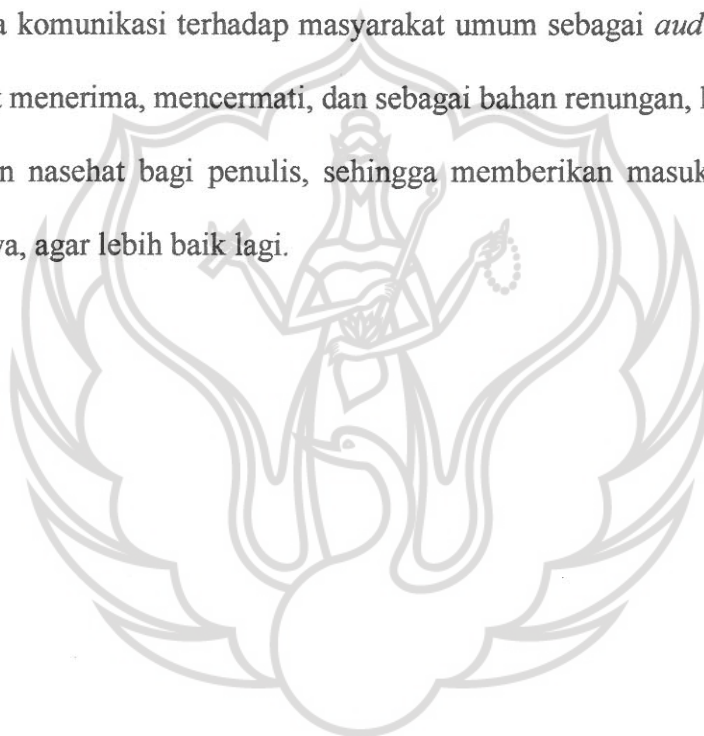 a komunikasi terhadap masyarakat umum sebagai aud
menerima, mencermati, dan sebagai bahan renungan,
n nasehat bagi penulis, sehingga memberikan masuk
a, agar lebih baik lagi.